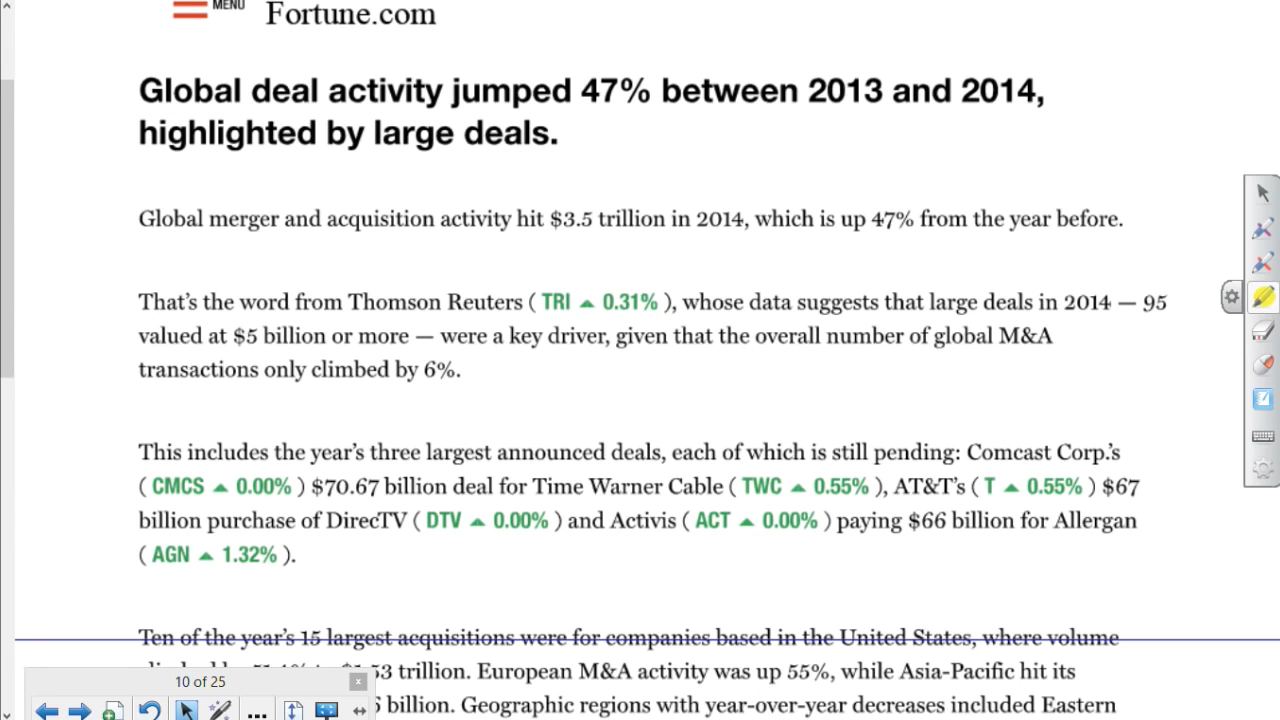 MENU Fortune.com
Global deal activity jumped 47% between 2013 and 2014,
highlighted by large deals.
Global merger and acquisition activity hit $3.5 trillion in 2014, which is up 47% from the year before.
That’s the word from Thomson Reuters ( TRI ▲ 0.31% ), whose data suggests that large deals in 2014 — 95
valued at $5 billion or more — were a key driver, given that the overall number of global M&A
transactions only climbed by 6%.
This includes the year’s three largest announced deals, each of which is still pending: Comcast Corp.’s
( CMCS ▲ 0.00% ) $70.67 billion deal for Time Warner Cable ( TWC ▲ 0.55% ), AT&T’s ( T ▲ 0.55% ) $67
billion purchase of DirecTV ( DTV ▲ 0.00% ) and Activis ( ACT ▲ 0.00% ) paying $66 billion for Allergan
( AGN ▲ 1.32% ).
Ten of the year’s 15 largest acquisitions were for companies based in the United States, where volume
trillion. European M&A activity was up 55%, while Asia-Pacific hit its
billion. Geographic regions with year-over-year decreases included Eastern
10 of 25